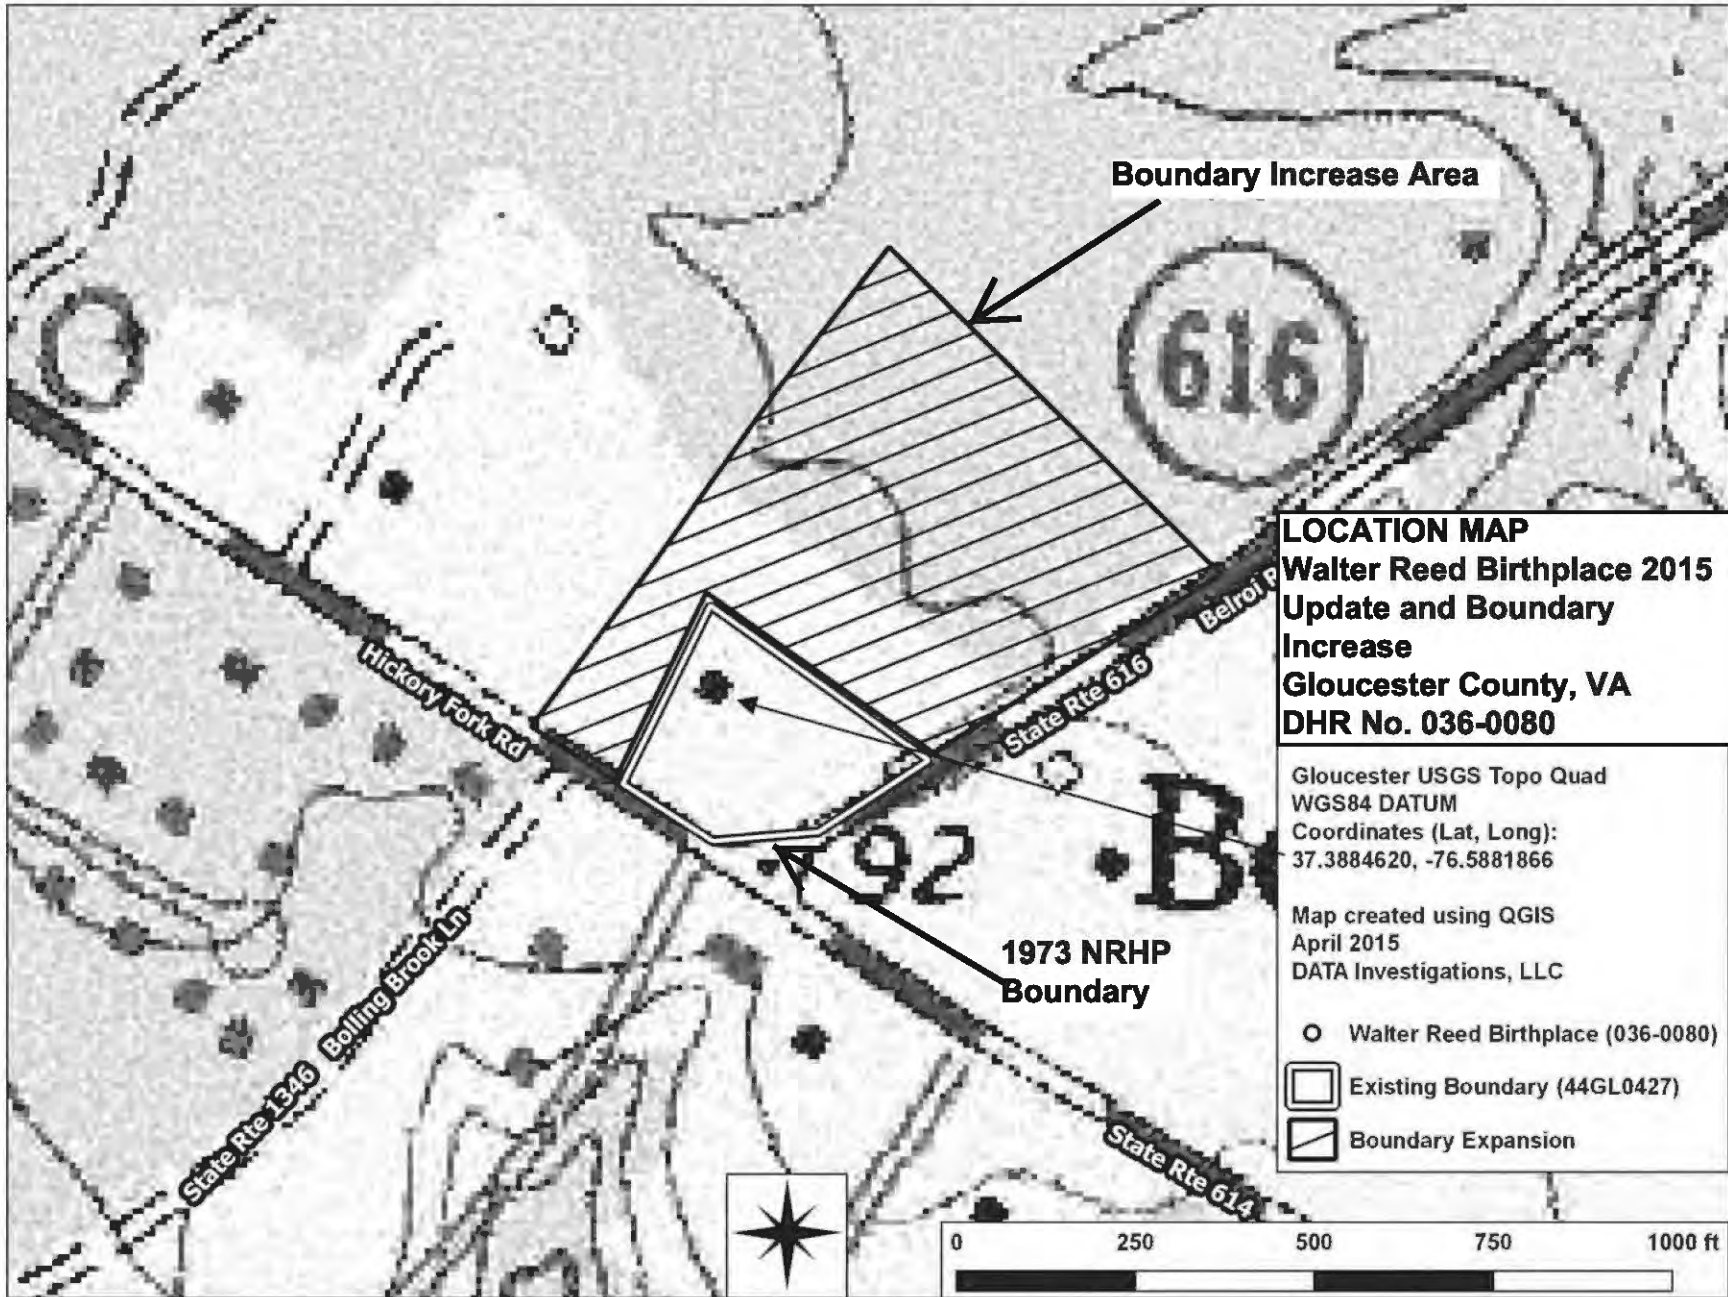 Boundary Increase Area
616
LOCATION MAP
Walter Reed Birthplace 2015
Update and Boundary
Increase
Gloucester County, VA
DHR No. 036-0080
Belroi
State Rte 616
Hickory Fork Rd
92
Gloucester USGS Topo Quad
WGS84 DATUM
Coordinates (Lat, Long):
37.3884620, -76.5881866
Map created using QGIS
April 2015
DATA Investigations, LLC
1973 NRHP
Boundary
Bolling Brook Ln
State Rte 1346
State Rte 614
Walter Reed Birthplace (036-0080)
Existing Boundary (44GL0427)
Boundary Expansion
0 250 500 750 1000 ft